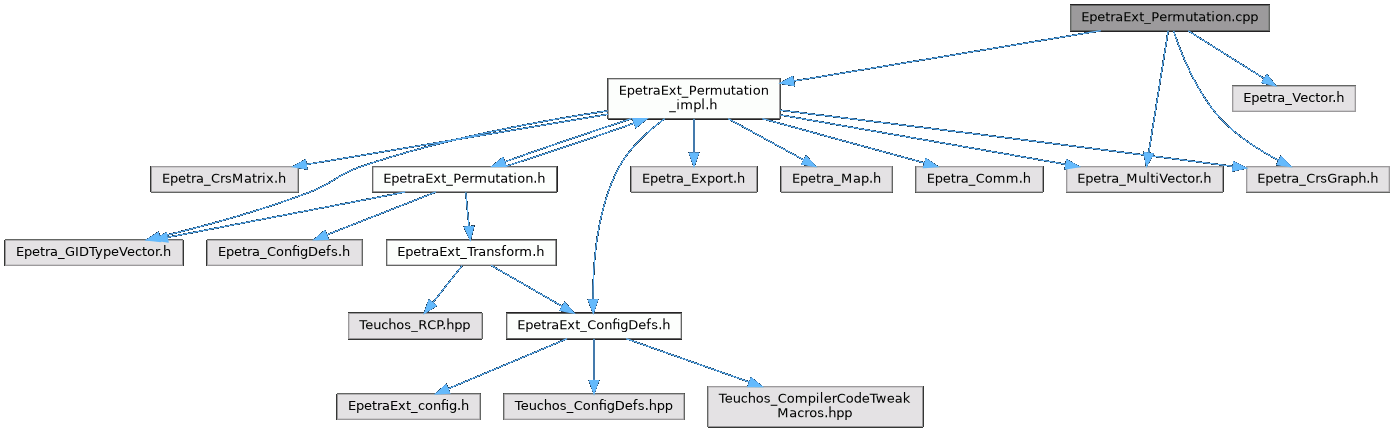 EpetraExt_Permutation.cpp
EpetraExt_Permutation
_impl.h
Epetra_Vector.h
Epetra_CrsMatrix.h
EpetraExt_Permutation.h
Epetra_Export.h
Epetra_Map.h
Epetra_Comm.h
Epetra_MultiVector.h
Epetra_CrsGraph.h
Epetra_GIDTypeVector.h
Epetra_ConfigDefs.h
EpetraExt_Transform.h
Teuchos_RCP.hpp
EpetraExt_ConfigDefs.h
EpetraExt_config.h
Teuchos_ConfigDefs.hpp
Teuchos_CompilerCodeTweak
Macros.hpp